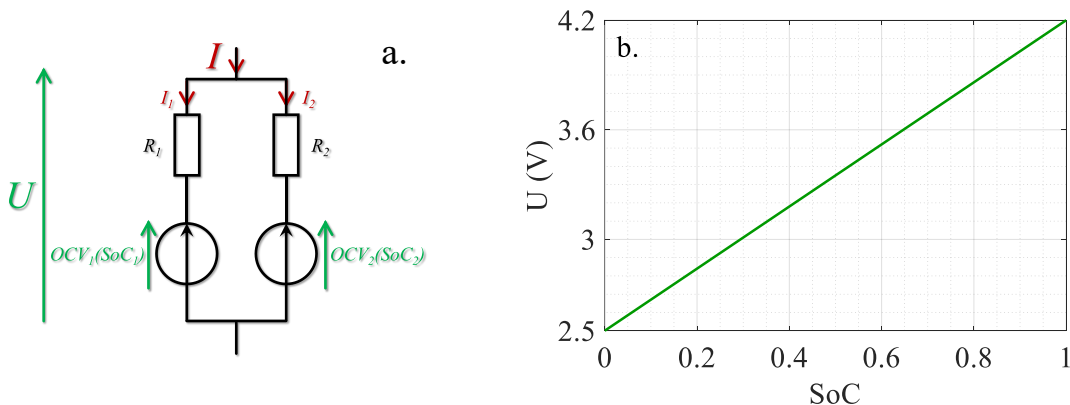 a.
I
I1 I2
R1 R2
U
OCV1(SoC1) OCV2(SoC2)
b.
4.2
3.6
3
2.5
U (V)
0 0.2 0.4 0.6 0.8 1
SoC